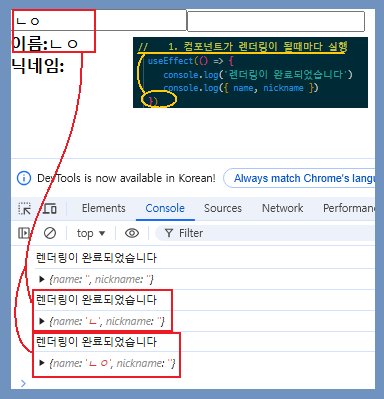 ㄴㅇ
이름:ㄴㅇ
닉네임:
// 1. 컴포넌트가 렌더링이 될때마다 실행
useEffect(() => {
console.log('렌더링이 완료되었습니다')
console.log({ name, nickname })
})
DevTools is now available in Korean!
Always match Chrome's langu
Elements
Console
Sources
Network
Performance
top
Filter
렌더링이 완료되었습니다
{name: '', nickname: ''}
렌더링이 완료되었습니다
{name: 'ㄴ', nickname: ''}
렌더링이 완료되었습니다
{name: 'ㄴㅇ', nickname: ''}